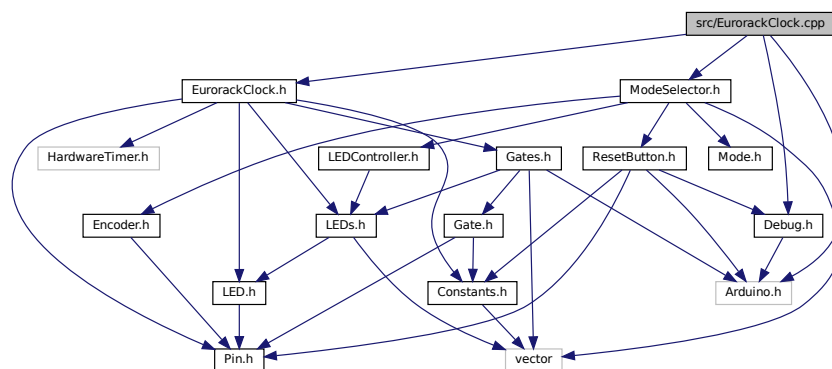 src/EurorackClock.cpp
EurorackClock.h
ModeSelector.h
HardwareTimer.h
LEDController.h
Gates.h
ResetButton.h
Mode.h
Encoder.h
LEDs.h
Gate.h
Debug.h
LED.h
Constants.h
Arduino.h
Pin.h
vector